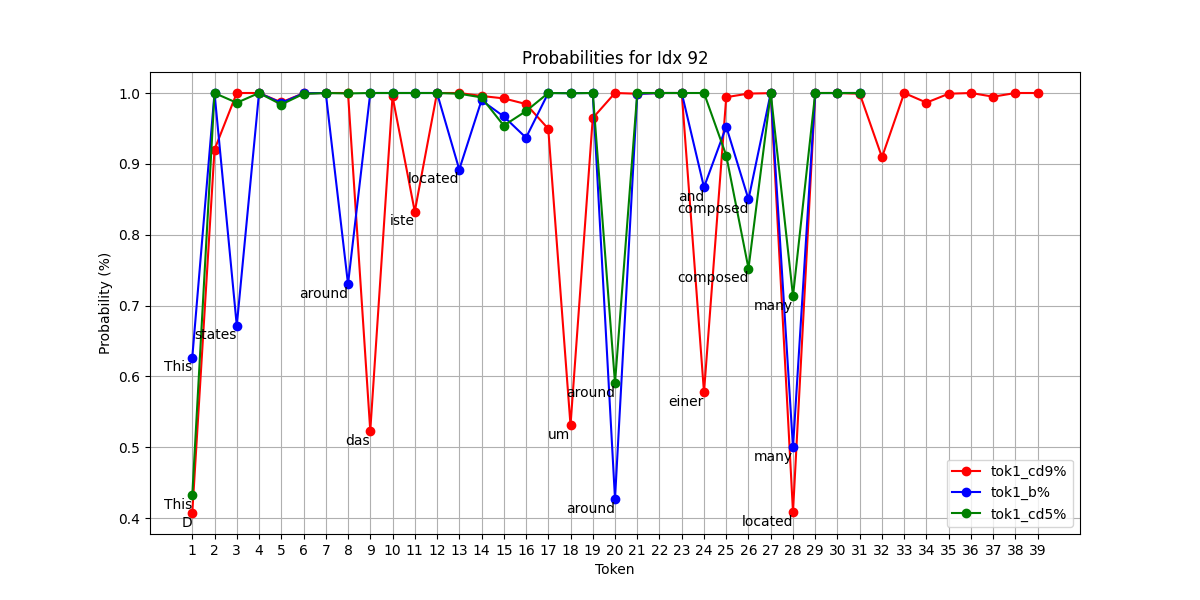 Probabilities for Idx 92
Probability (%)
1.0
0.9
0.8
0.7
0.6
0.5
0.4
located
iste
and
composed
composed
around
many
states
This
around
einer
das
um
many
This
around
D
located
tok1_cd9%
tok1_b%
tok1_cd5%
1 2 3 4 5 6 7 8 9 10 11 12 13 14 15 16 17 18 19 20 21 22 23 24 25 26 27 28 29 30 31 32 33 34 35 36 37 38 39
Token